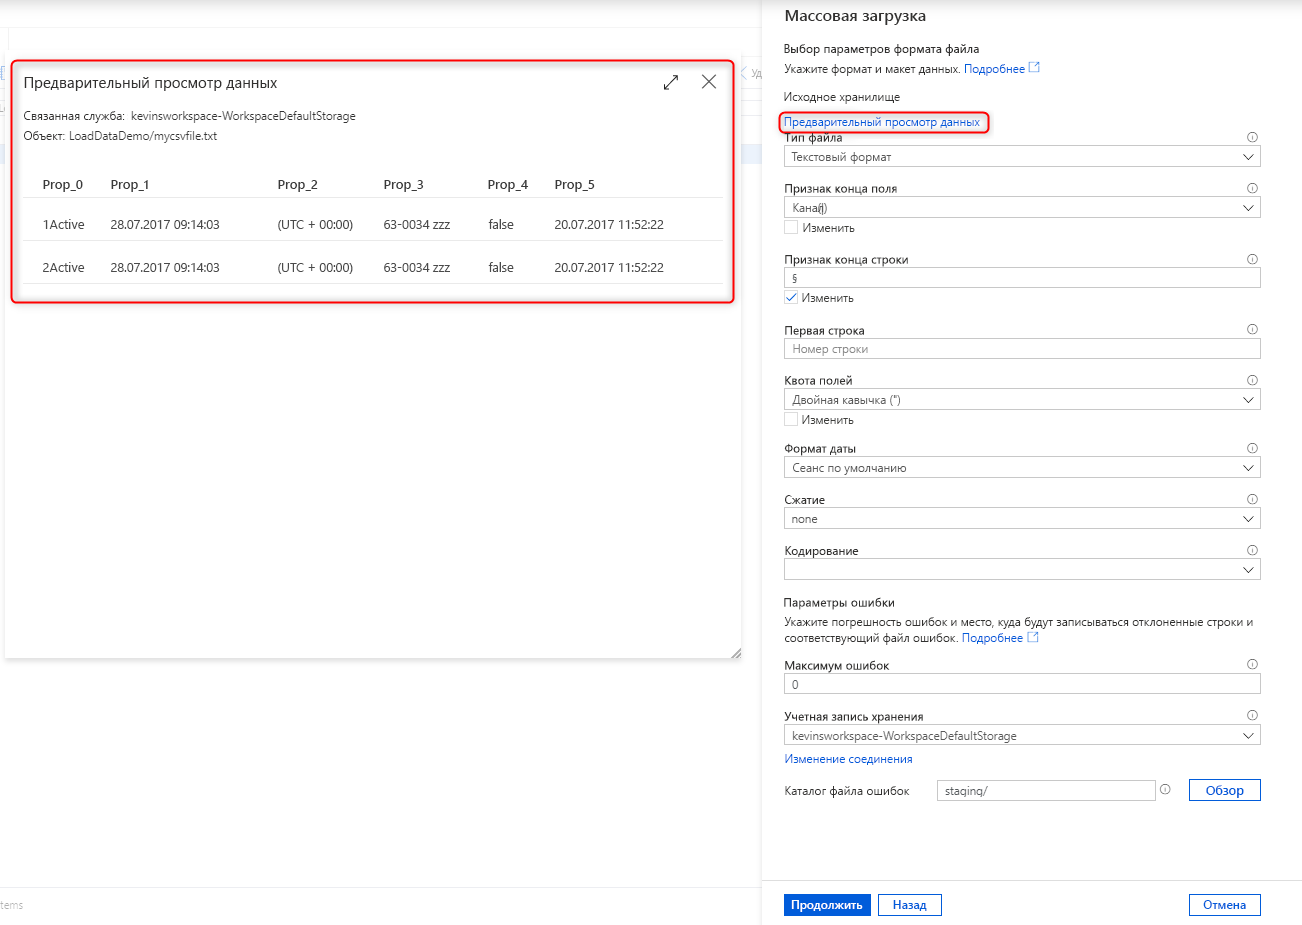 Предварительный просмотр данных
Связанная служба: kevinsworkspace-WorkspaceDefaultStorage
Объект: LoadDataDemo/mycsvfile.txt
Prop_0 Prop_1 Prop_2 Prop_3 Prop_4 Prop_5
1Active 28.07.2017 09:14:03 (UTC + 00:00) 63-0034 zzz false 20.07.2017 11:52:22
2Active 28.07.2017 09:14:03 (UTC + 00:00) 63-0034 zzz false 20.07.2017 11:52:22
Уд
tems
Массовая загрузка
Выбор параметров формата файла
Укажите формат и макет данных. Подробнее
Исходное хранилище
Предварительный просмотр данных
Тип файла
Текстовый формат
Признак конца поля
Канал(|)
Изменить
Признак конца строки
§
Изменить
Первая строка
Номер строки
Квота полей
Двойная кавычка (")
Изменить
Формат даты
Сеанс по умолчанию
Сжатие
none
Кодирование
Параметры ошибки
Укажите погрешность ошибок и место, куда будут записываться отклоненные строки и
соответствующий файл ошибок. Подробнее
Максимум ошибок
0
Учетная запись хранения
kevinsworkspace-WorkspaceDefaultStorage
Изменение соединения
Каталог файла ошибок staging/ Обзор
Продолжить Назад Отмена